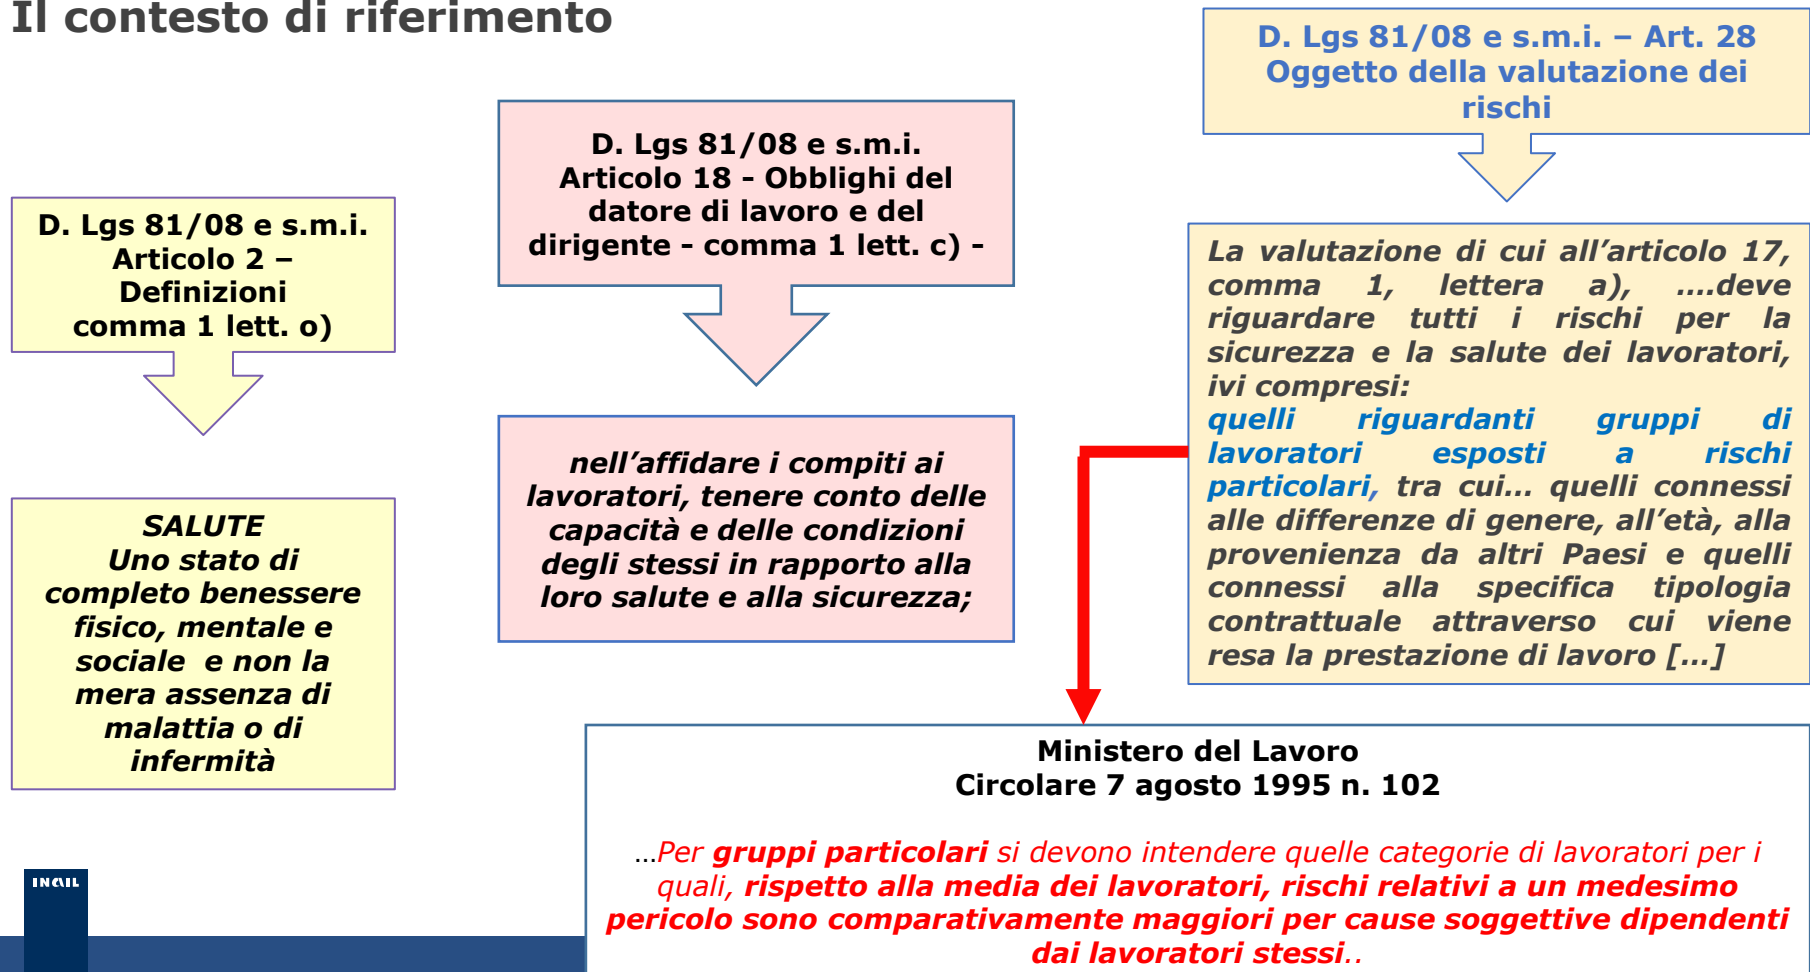 Il contesto di riferimento
D. Lgs 81/08 e s.m.i.
Articolo 2 –
Definizioni
comma 1 lett. o)
SALUTE
Uno stato di
completo benessere
fisico, mentale e
sociale e non la
mera assenza di
malattia o di
infermità
D. Lgs 81/08 e s.m.i.
Articolo 18 - Obblighi del
datore di lavoro e del
dirigente - comma 1 lett. c) -
nell’affidare i compiti ai
lavoratori, tenere conto delle
capacità e delle condizioni
degli stessi in rapporto alla
loro salute e alla sicurezza;
D. Lgs 81/08 e s.m.i. – Art. 28
Oggetto della valutazione dei
rischi
La valutazione di cui all’articolo 17,
comma 1, lettera a), ....deve
riguardare tutti i rischi per la
sicurezza e la salute dei lavoratori,
ivi compresi:
quelli riguardanti gruppi di
lavoratori esposti a rischi
particolari, tra cui… quelli connessi
alle differenze di genere, all’età, alla
provenienza da altri Paesi e quelli
connessi alla specifica tipologia
contrattuale attraverso cui viene
resa la prestazione di lavoro […]
Ministero del Lavoro
Circolare 7 agosto 1995 n. 102
…Per gruppi particolari si devono intendere quelle categorie di lavoratori per i
quali, rispetto alla media dei lavoratori, rischi relativi a un medesimo
pericolo sono comparativamente maggiori per cause soggettive dipendenti
dai lavoratori stessi..
INAIL